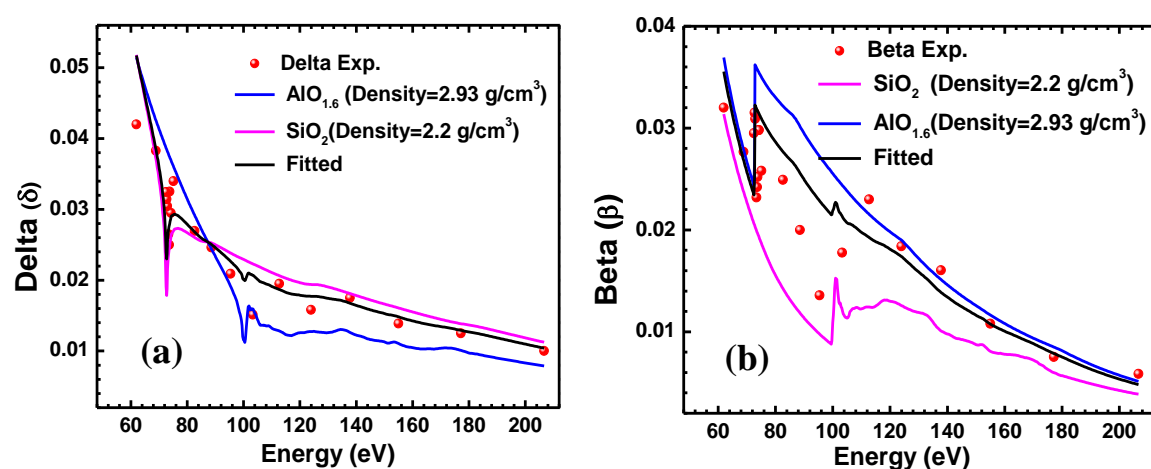 0.05
0.04
0.03
0.02
0.01
Delta (δ)
Delta Exp.
AlO1.6 (Density=2.93 g/cm3)
SiO2(Density=2.2 g/cm3)
Fitted
(a)
60 80 100 120 140 160 180 200
Energy (eV)
0.04
0.03
0.02
0.01
Beta (β)
Beta Exp.
SiO2 (Density=2.2 g/cm3)
AlO1.6(Density=2.93 g/cm3)
Fitted
(b)
60 80 100 120 140 160 180 200
Energy (eV)